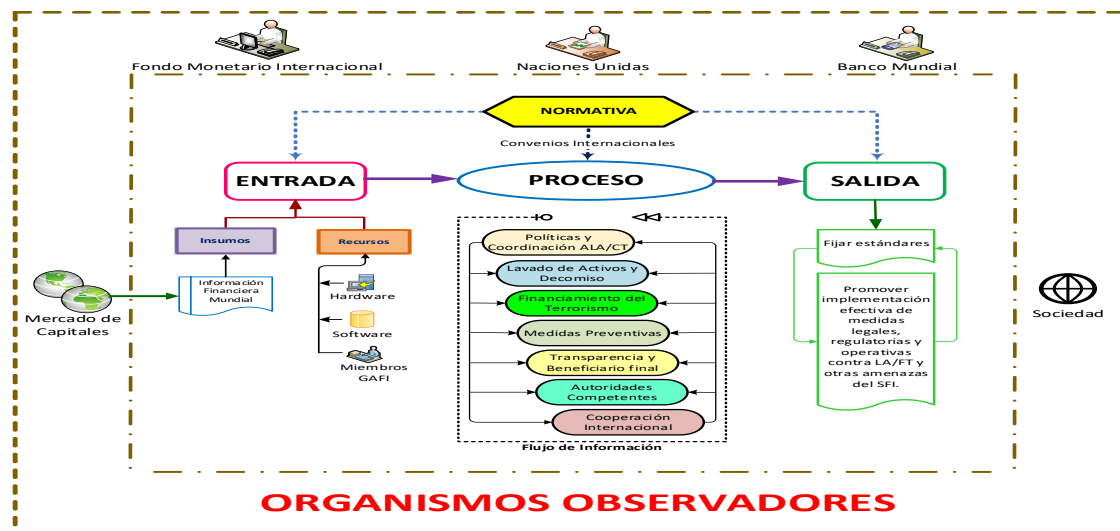 Fondo Monetario Internacional
Naciones Unidas
Banco Mundial
NORMATIVA
Convenios Internacionales
ENTRADA
PROCESO
SALIDA
Insumos
Recursos
Información
Financiera
Mundial
Hardware
Software
Miembros
GAFI
Mercado de
Capitales
Políticas y
Coordinación ALA/CT
Lavado de Activos y
Decomiso
Financiamiento del
Terrorismo
Medidas Preventivas
Transparencia y
Beneficiario final
Autoridades
Competentes
Cooperación
Internacional
Flujo de Información
Fijar estándares
Promover
implementación
efectiva de
medidas
legales,
regulatorias y
operativas
contra LA/FT y
otras amenazas
del SFI.
Sociedad
ORGANISMOS OBSERVADORES